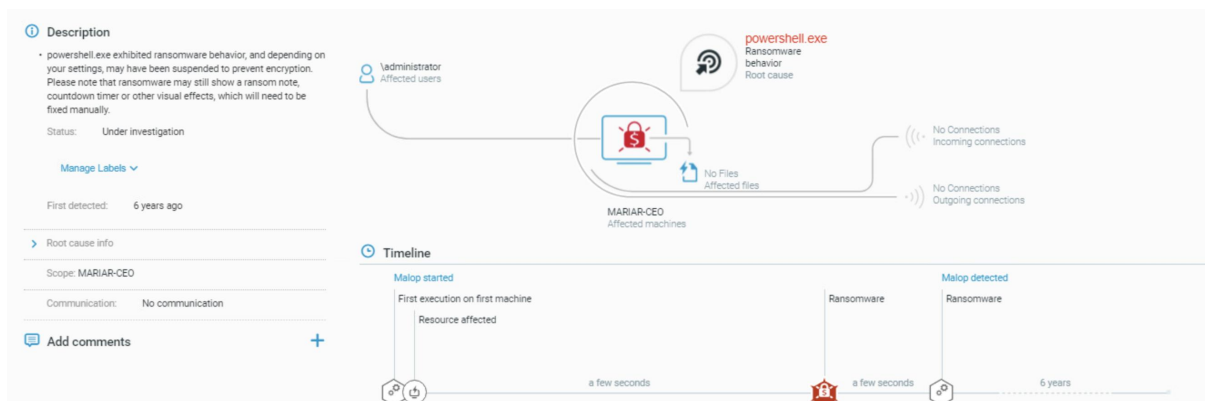 Description
• powershell.exe exhibited ransomware behavior, and depending on
your settings, may have been suspended to prevent encryption.
Please note that ransomware may still show a ransom note,
countdown timer or other visual effects, which will need to be
fixed manually.
Status: Under investigation
Manage Labels
First detected: 6 years ago
Root cause info
Scope: MARIAR-CEO
Communication: No communication
Add comments
\administrator
Affected users
powershell.exe
Ransomware
behavior
Root cause
No Files
Affected files
MARIAR-CEO
Affected machines
No Connections
Incoming connections
No Connections
Outgoing connections
Timeline
Malop started
First execution on first machine
Resource affected
Ransomware
Malop detected
Ransomware
a few seconds
a few seconds
6 years